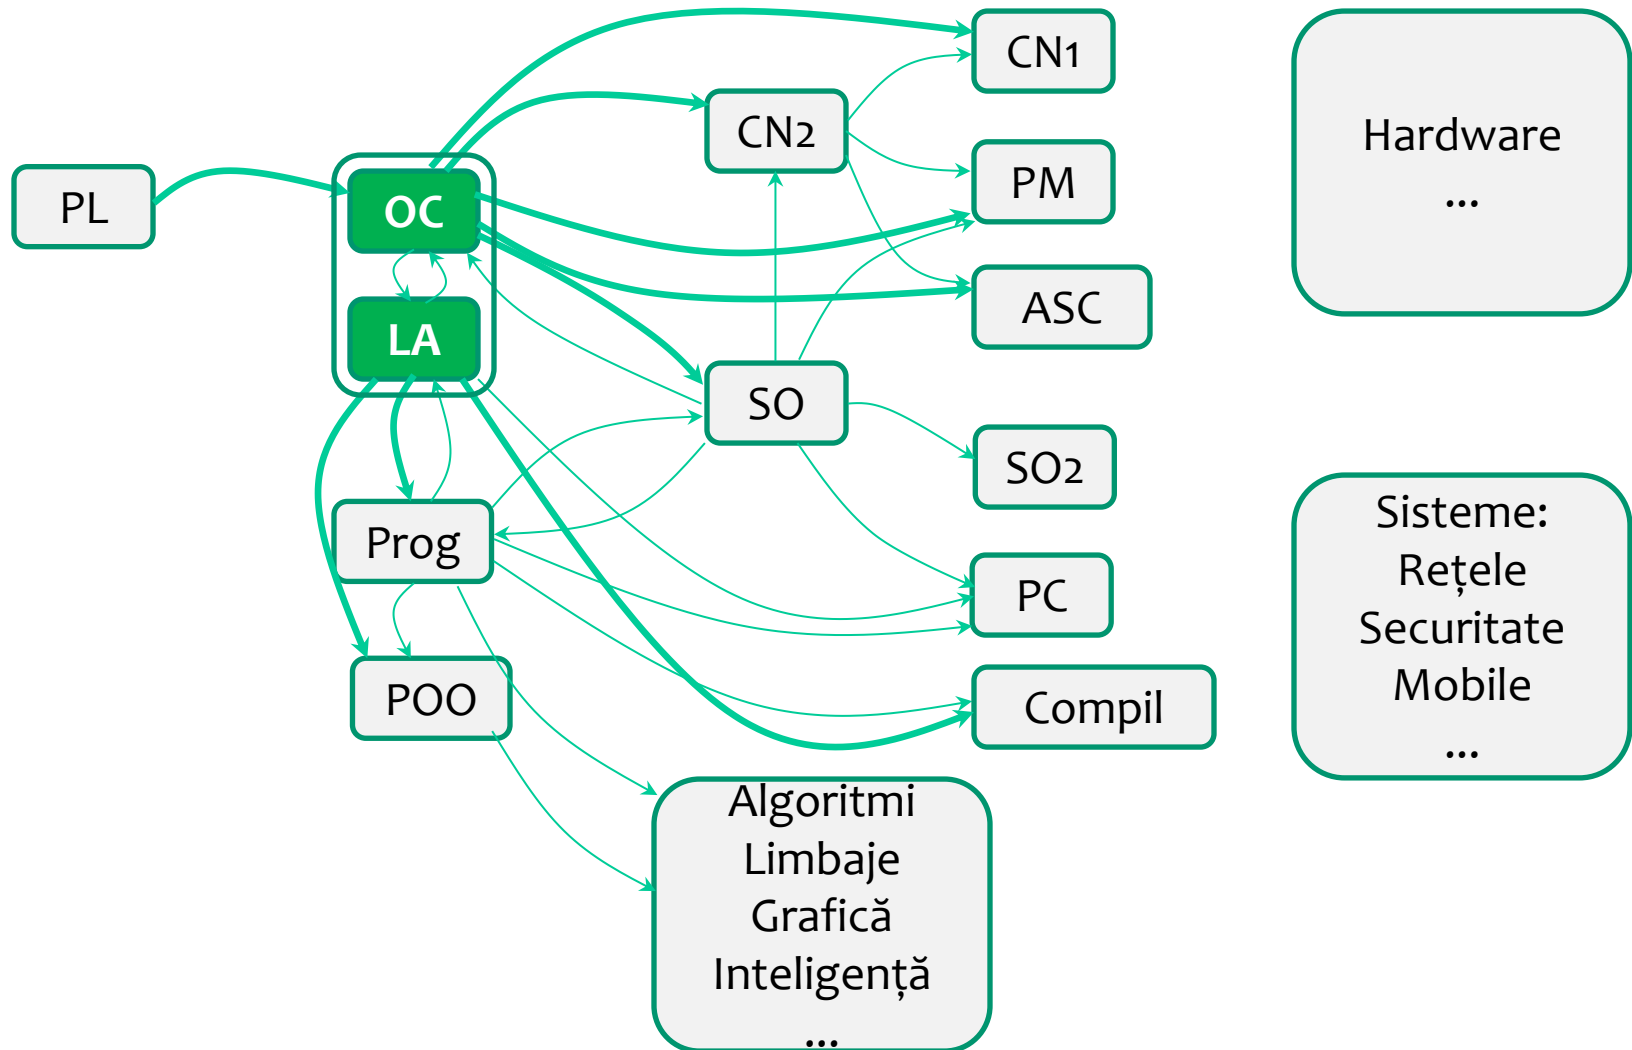 PL
OC
LA
Prog
POO
CN2
SO
CN1
PM
ASC
SO2
PC
Compil
Algoritmi
Limbaje
Grafică
Inteligență
...
Hardware
...
Sisteme:
Rețele
Securitate
Mobile
...